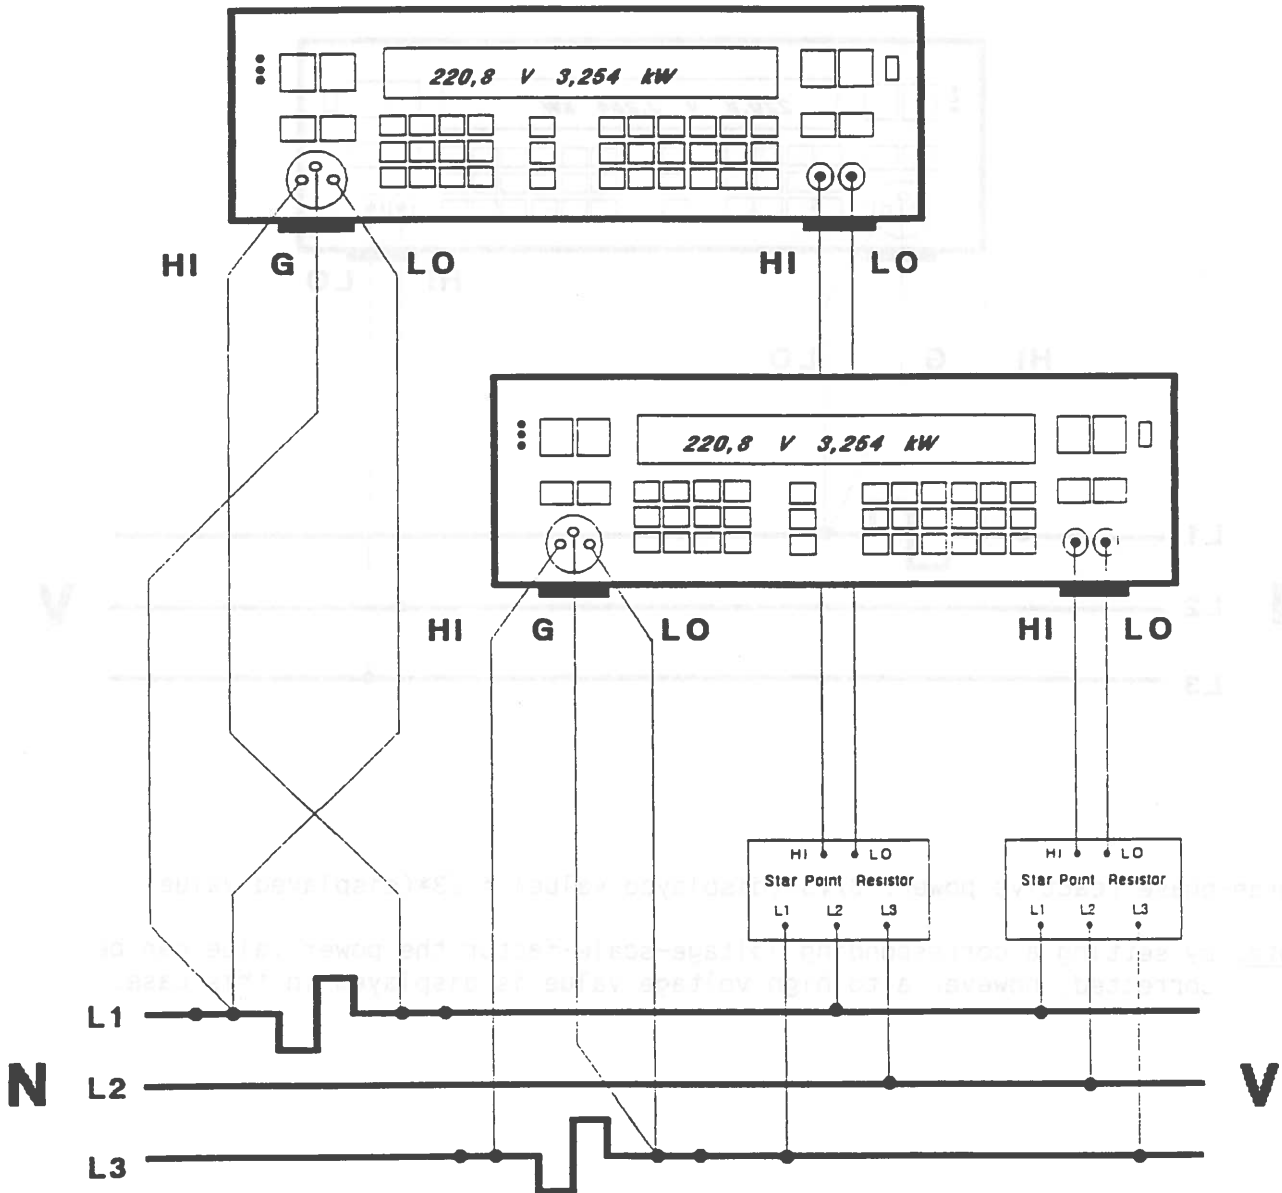 220,8 V 3,254 kW
HI G LO HI LO
220,8 V 3,254 kW
HI G LO HI LO
HI LO
Star Point Resistor
L1 L2 L3
HI LO
Star Point Resistor
L1 L2 L3
L1
N L2 V
L3